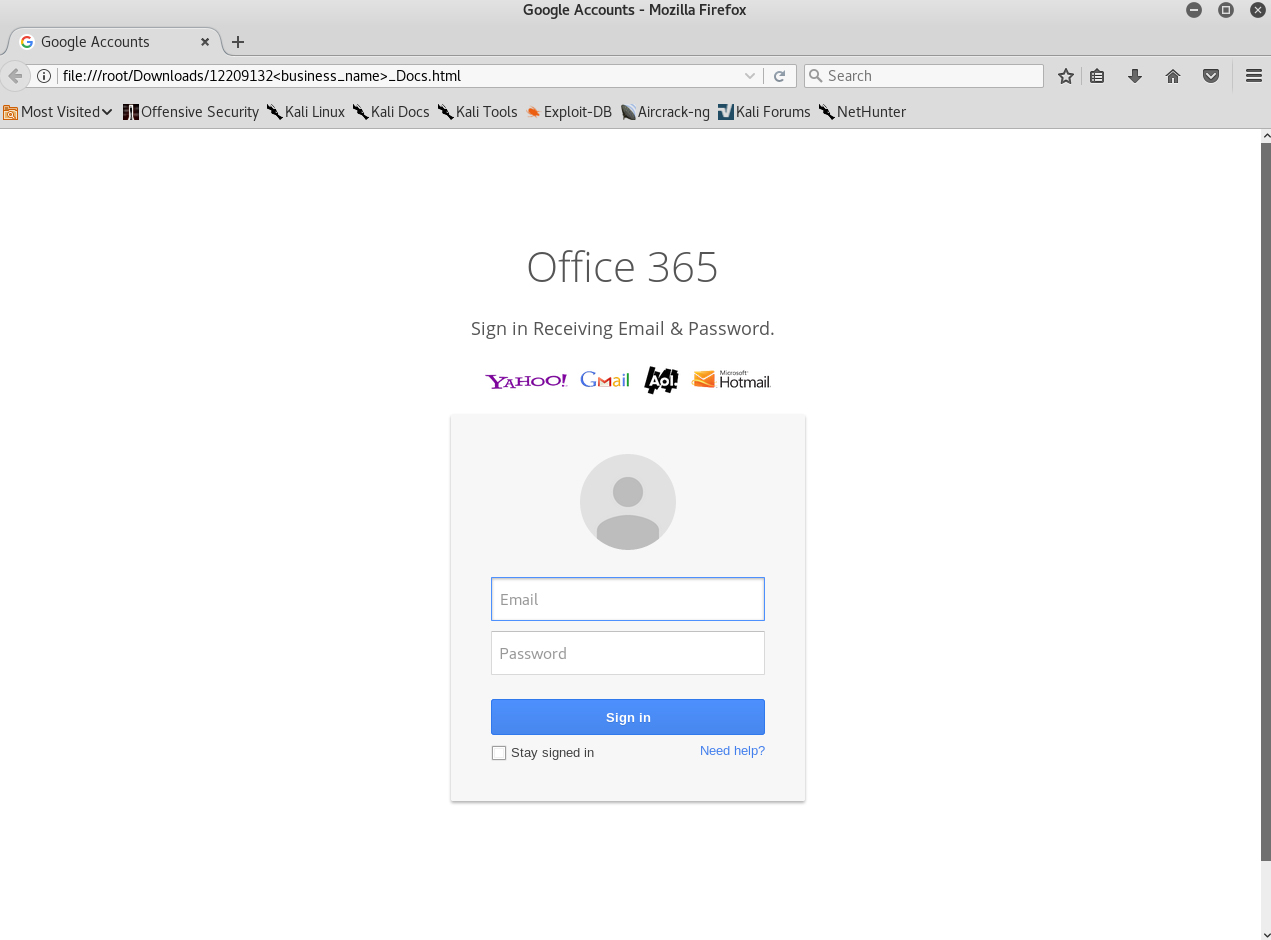 Google Accounts - Mozilla Firefox
Google Accounts
file:///root/Downloads/12209132<business_name>_Docs.html
Search
Most Visited Offensive Security Kali Linux Kali Docs Kali Tools Exploit-DB Aircrack-ng Kali Forums NetHunter
Office 365
Sign in Receiving Email & Password.
YAHOO! Gmail Aol. Microsoft® Hotmail
Email
Password
Sign in
Stay signed in Need help?